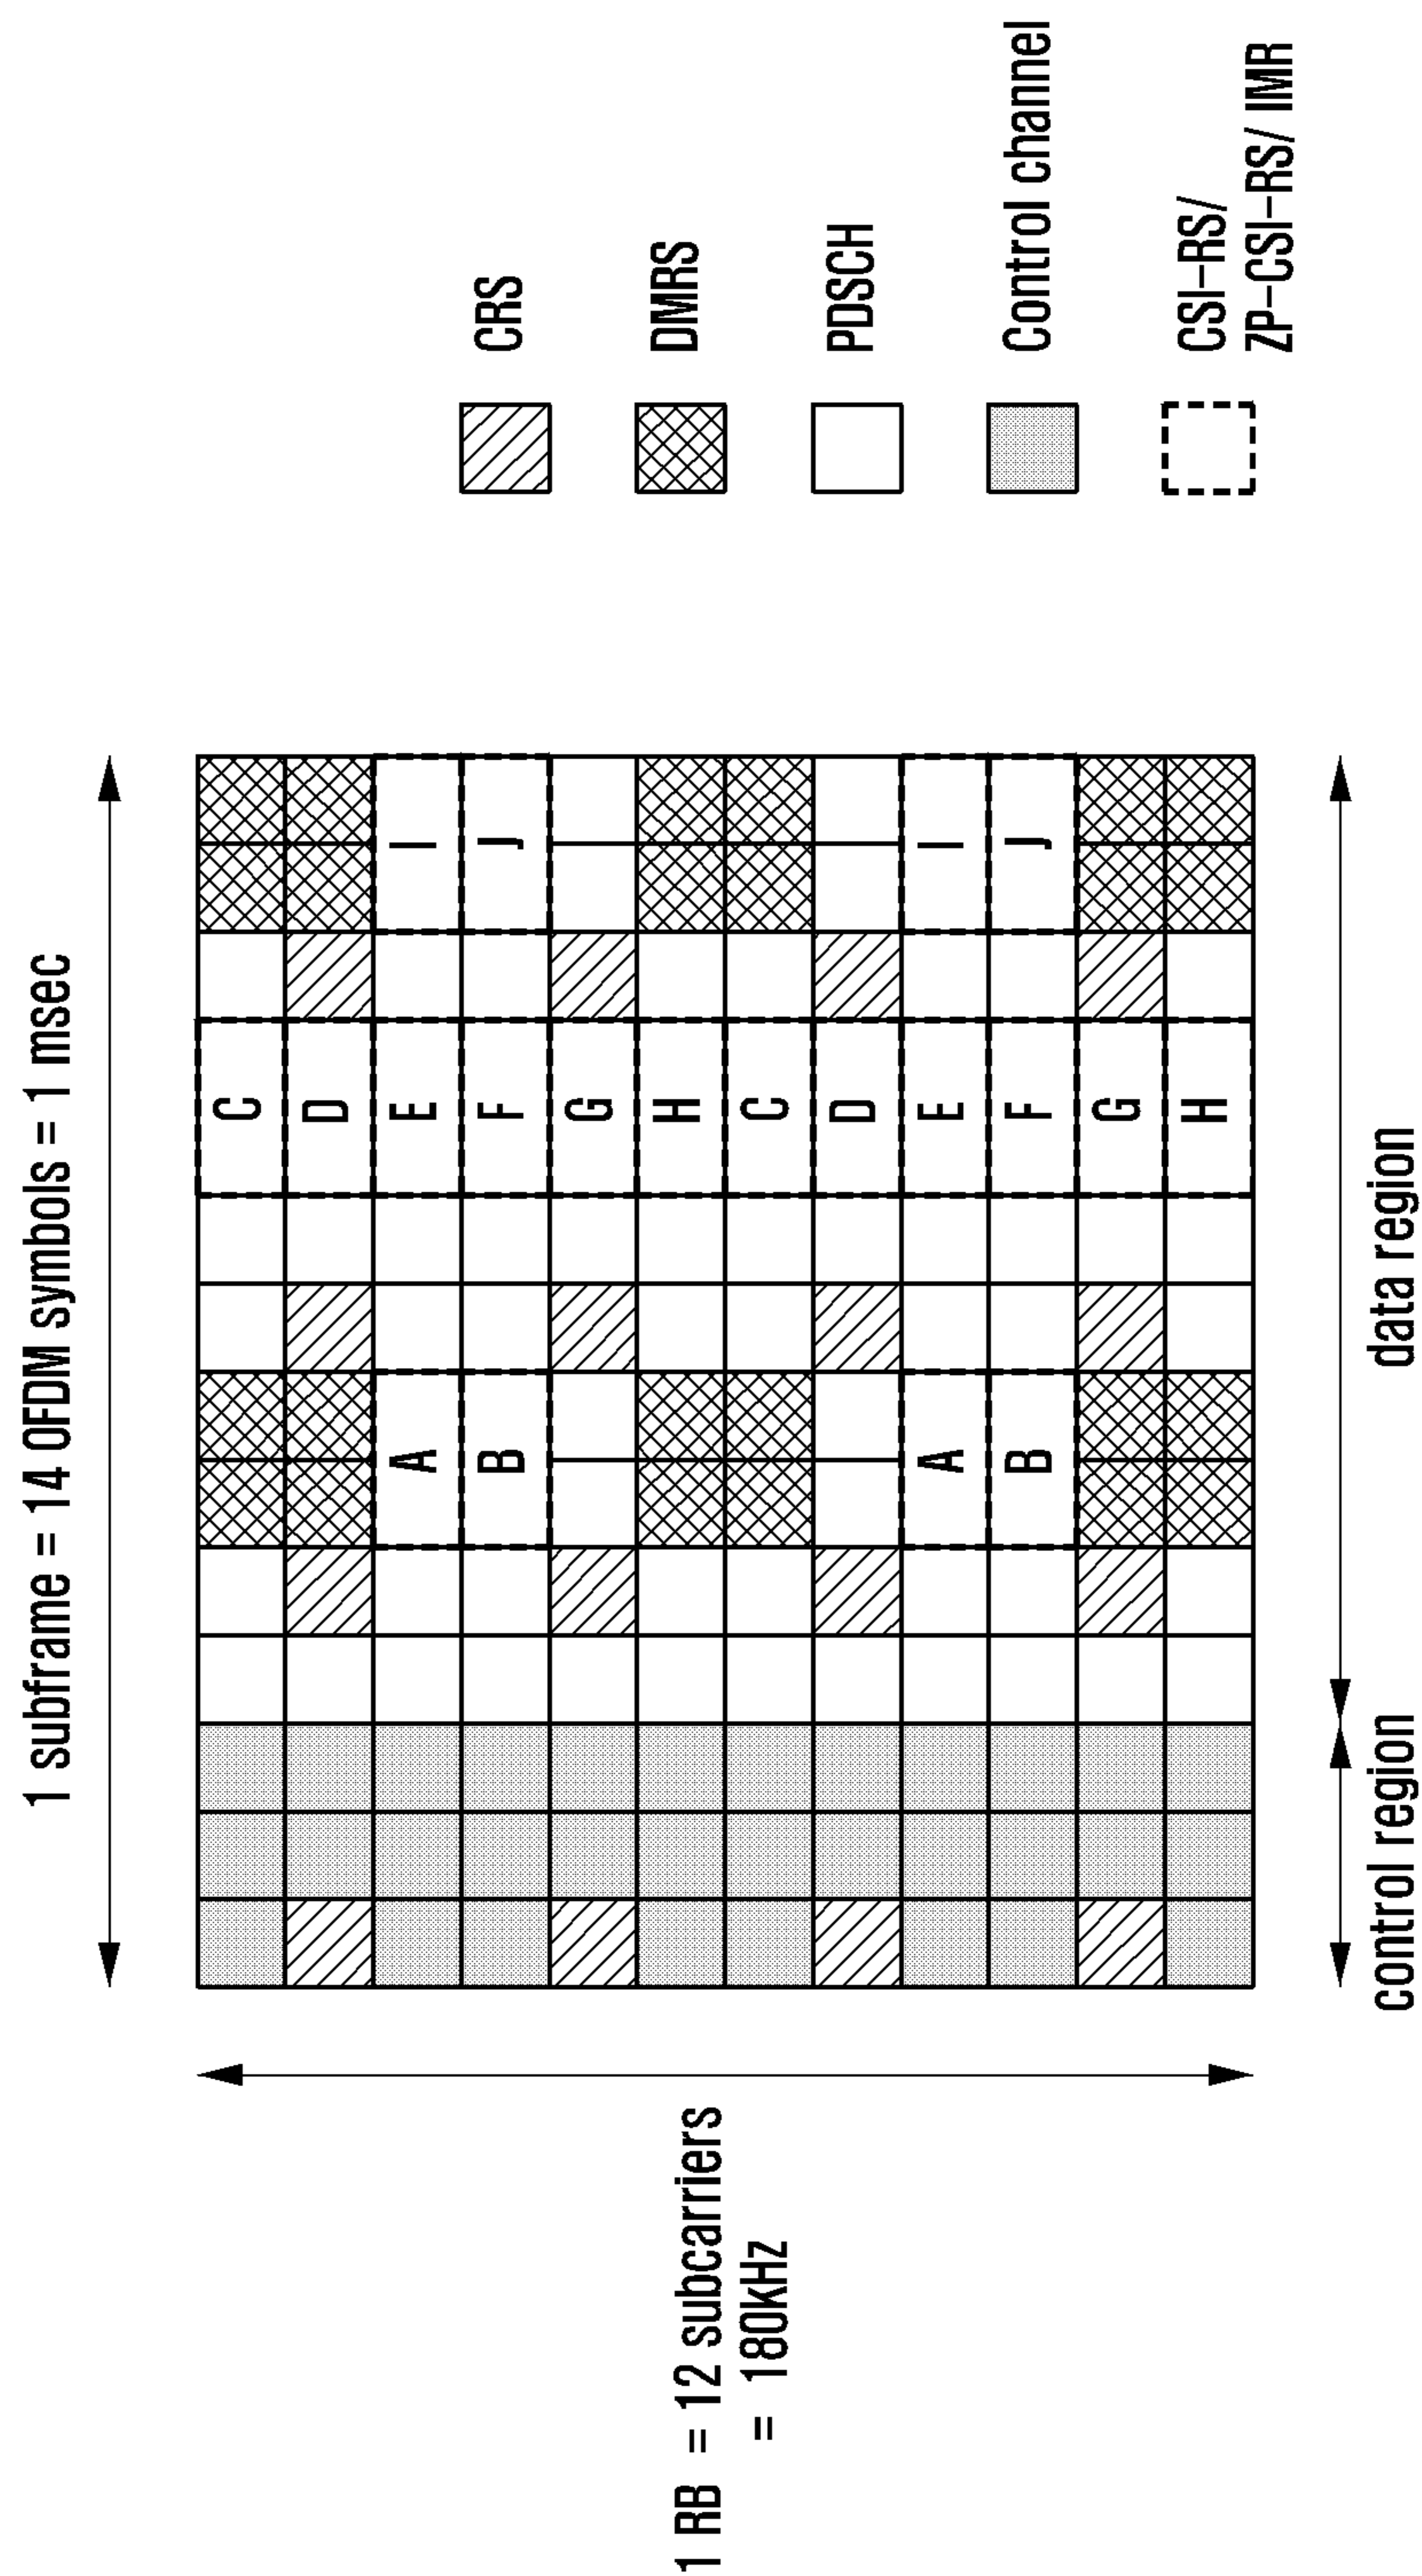 1 subframe = 14 OFDM symbols = 1 msec
1 RB = 12 subcarriers
= 180kHz
C
D
A E I
B F J
G
H
C
D
A E I
B F J
G
H
control region
data region
CRS
DMRS
PDSCH
Control channel
CSI-RS/
ZP-CSI-RS/ IMR